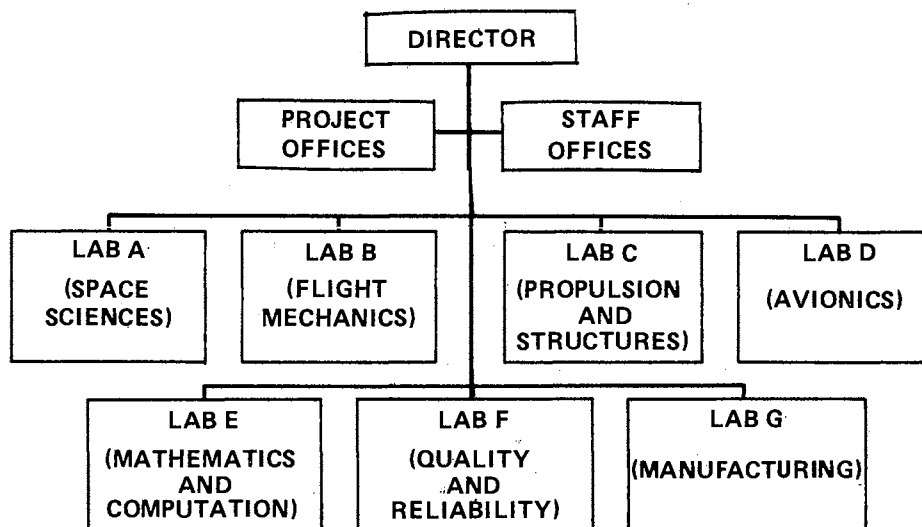 DIRECTOR
PROJECT
OFFICES
STAFF
OFFICES
LAB A
(SPACE
SCIENCES)
LAB B
(FLIGHT
MECHANICS)
LAB C
(PROPULSION
AND
STRUCTURES)
LAB D
(AVIONICS)
LAB E
(MATHEMATICS
AND
COMPUTATION)
LAB F
(QUALITY
AND
RELIABILITY)
LAB G
(MANUFACTURING)